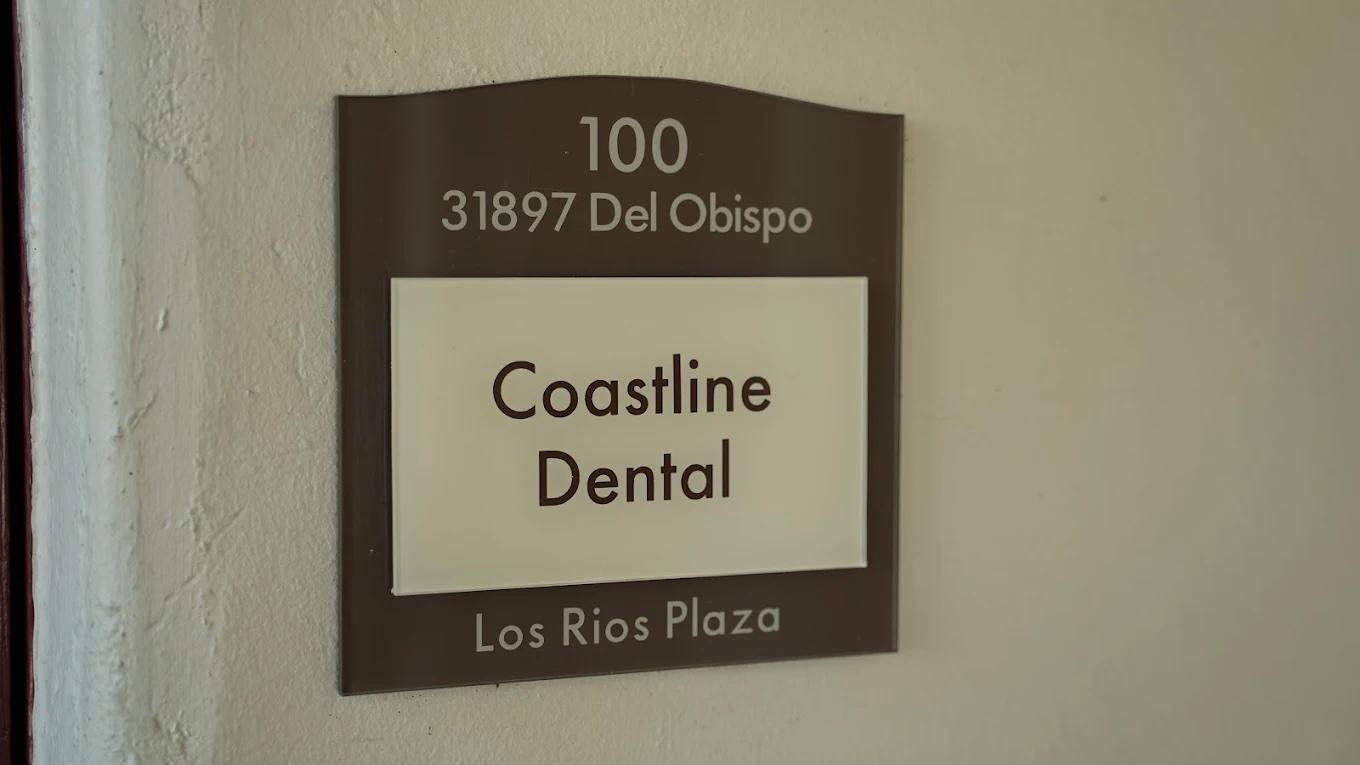 100
31897 Del Obispo
Coastline
Dental
Los Rios Plaza